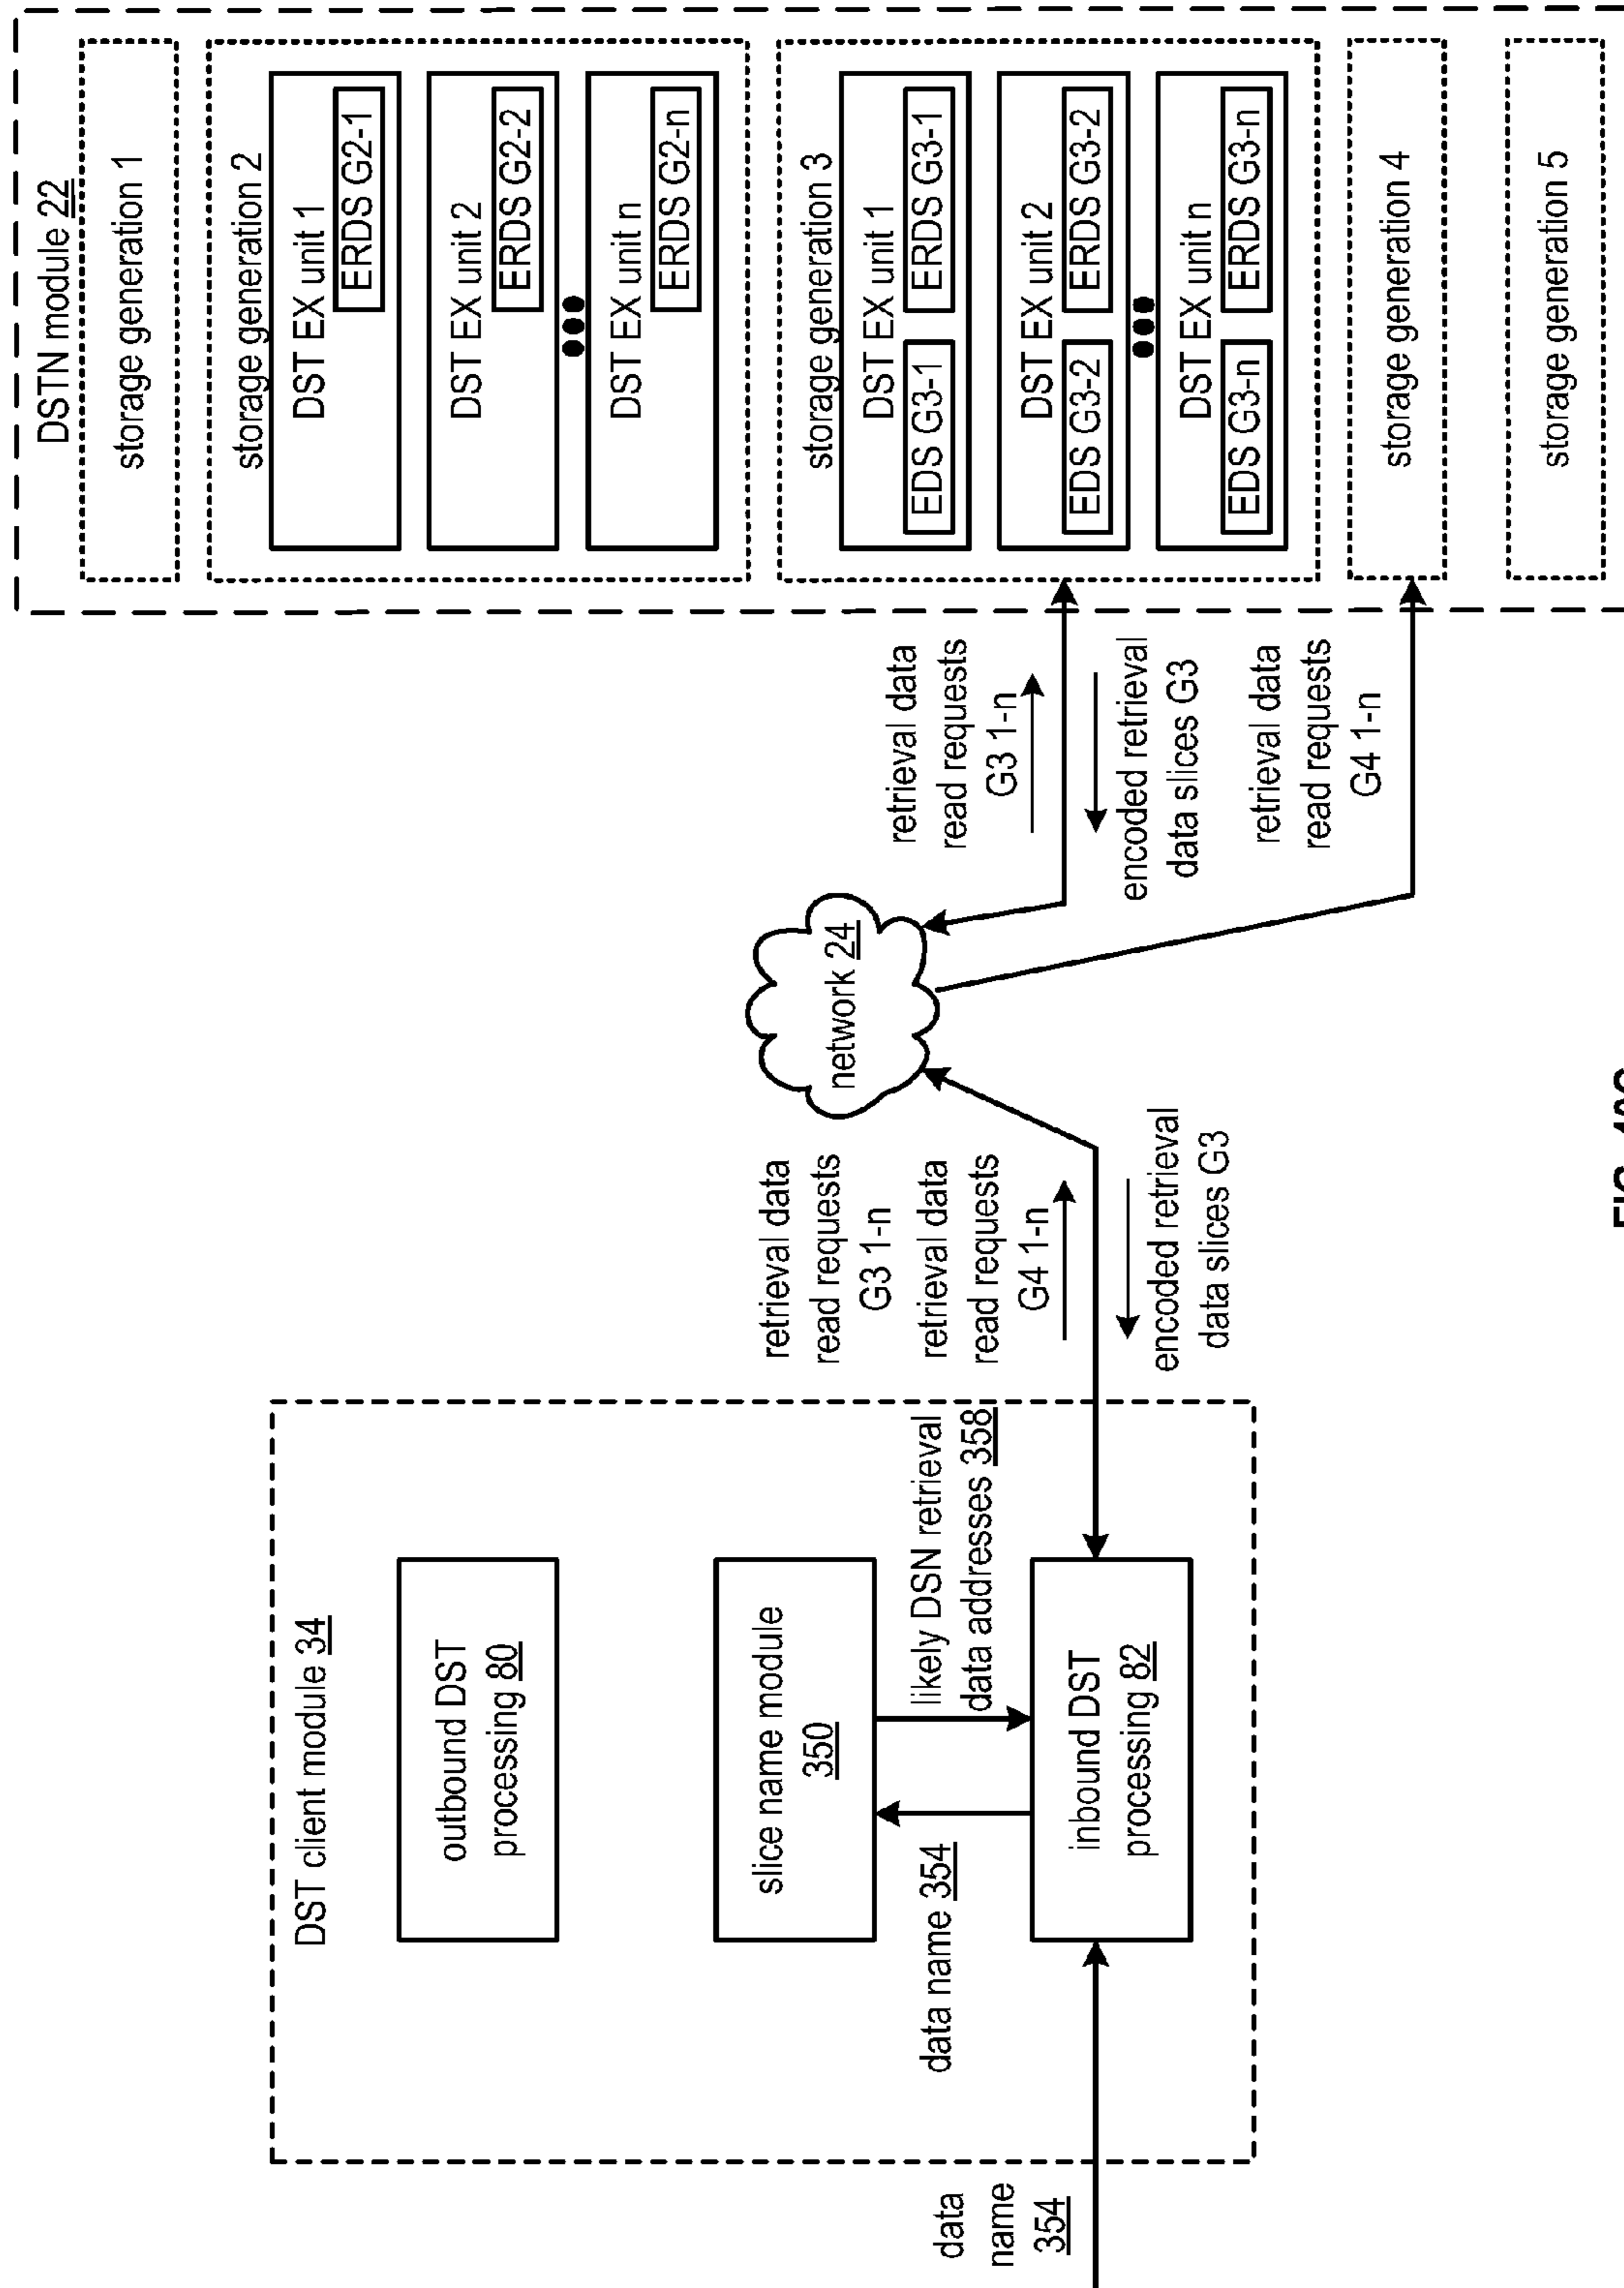 DST client module 34
outbound DST
processing 80
slice name module
350
data name 354
likely DSN retrieval
data addresses 358
inbound DST
processing 82
data
name
354
retrieval data
read requests
G3 1-n
retrieval data
read requests
G4 1-n
encoded retrieval
data slices G3
network 24
retrieval data
read requests
G3 1-n
encoded retrieval
data slices G3
retrieval data
read requests
G4 1-n
DSTN module 22
storage generation 1
storage generation 2
DST EX unit 1
ERDS G2-1
DST EX unit 2
ERDS G2-2
DST EX unit n
ERDS G2-n
storage generation 3
DST EX unit 1
EDS G3-1
ERDS G3-1
DST EX unit 2
EDS G3-2
ERDS G3-2
DST EX unit n
EDS G3-n
ERDS G3-n
storage generation 4
storage generation 5